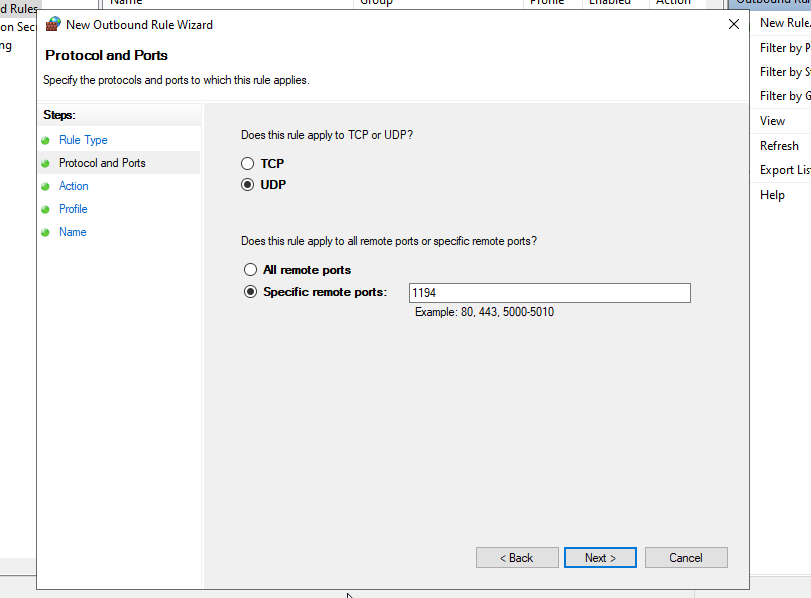 d Rules
Name Group Profile Enabled Action
Outbound Rul
on Sec
ng
New Outbound Rule Wizard
Protocol and Ports
Specify the protocols and ports to which this rule applies.
Steps:
Rule Type
Protocol and Ports
Action
Profile
Name
Does this rule apply to TCP or UDP?
TCP
UDP
Does this rule apply to all remote ports or specific remote ports?
All remote ports
Specific remote ports:
1194
Example: 80, 443, 5000-5010
< Back Next > Cancel
New Rule.
Filter by P
Filter by S
Filter by G
View
Refresh
Export Lis
Help